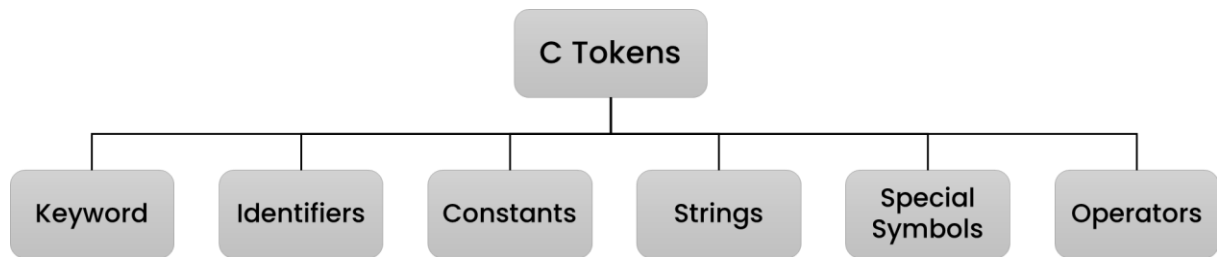 C Tokens
Keyword
Identifiers
Constants
Strings
Special
Symbols
Operators